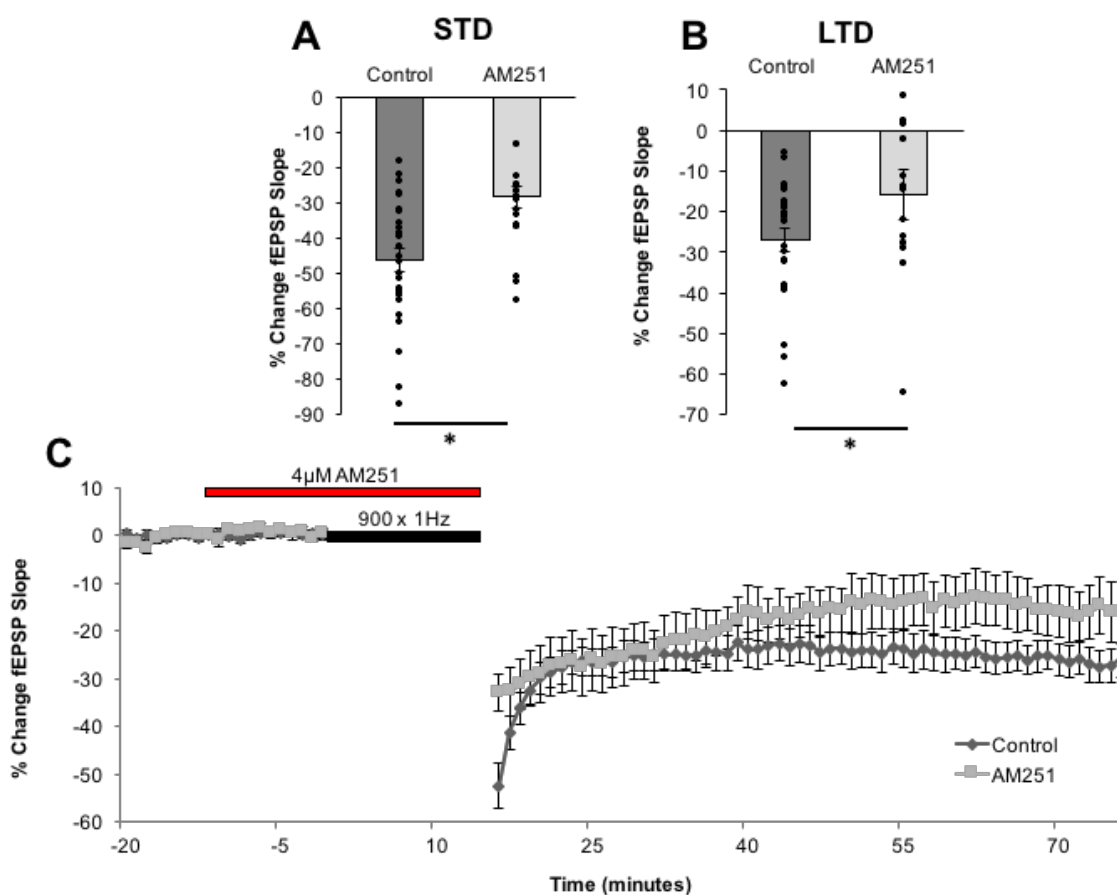 A
STD
Control
AM251
% Change fEPSP Slope
0
-10
-20
-30
-40
-50
-60
-70
-80
-90
*
B
LTD
Control
AM251
% Change fEPSP Slope
10
0
-10
-20
-30
-40
-50
-60
-70
*
C
4µM AM251
900 x 1Hz
% Change fEPSP Slope
10
0
-10
-20
-30
-40
-50
-60
Control
AM251
-20 -5 10 25 40 55 70
Time (minutes)